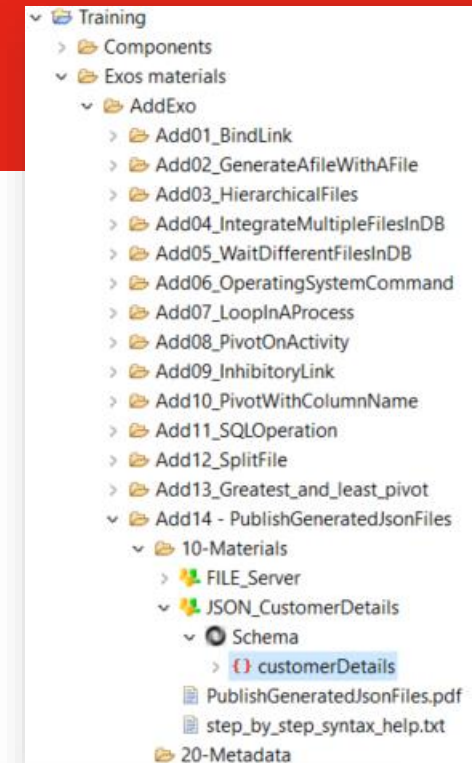 Training
Components
Exos materials
AddExo
Add01_BindLink
Add02_GenerateAfileWithAFile
Add03_HierarchicalFiles
Add04_IntegrateMultipleFilesInDB
Add05_WaitDifferentFilesInDB
Add06_OperatingSystemCommand
Add07_LoopInAProcess
Add08_PivotOnActivity
Add09_InhibitoryLink
Add10_PivotWithColumnName
Add11_SQLOperation
Add12_SplitFile
Add13_Greatest_and_least_pivot
Add14 - PublishGeneratedJsonFiles
10-Materials
FILE_Server
JSON_CustomerDetails
Schema
{} customerDetails
PublishGeneratedJsonFiles.pdf
step_by_step_syntax_help.txt
20-Metadata